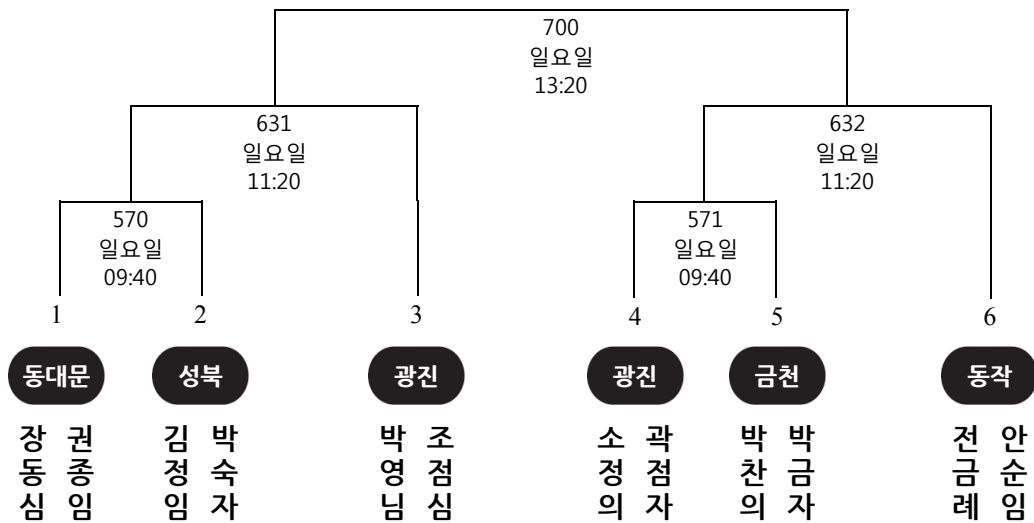 700
일요일
13:20
631
일요일
11:20
632
일요일
11:20
570
일요일
09:40
571
일요일
09:40
1
2
3
4
5
6
동대문
성북
광진
광진
금천
동작
장동심
권종임
김정임
박숙자
박영님
조점심
소정의
곽점자
박찬의
박금자
전금례
안순임